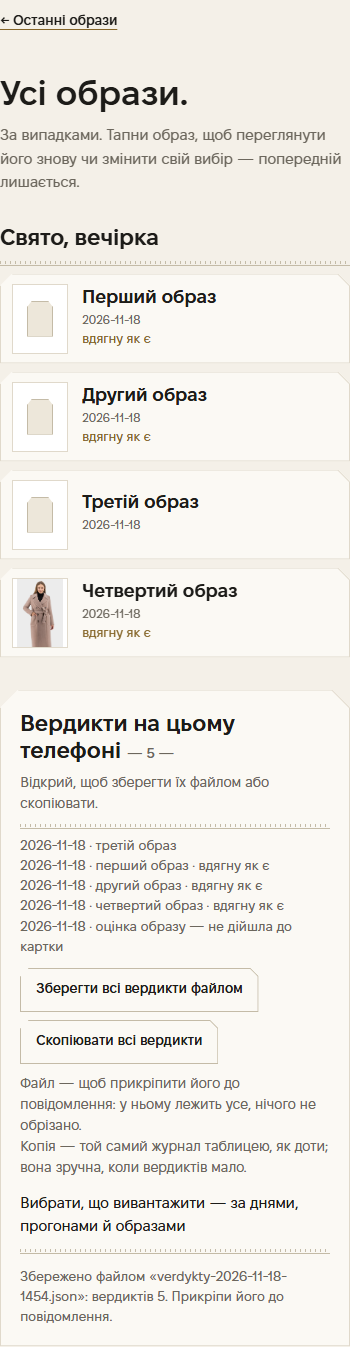 ← Останні образи
Усі образи.
За випадками. Тапни образ, щоб переглянути
його знову чи змінити свій вибір — попередній
лишається.
Свято, вечірка
Перший образ
2026-11-18
вдягну як є
Другий образ
2026-11-18
вдягну як є
Третій образ
2026-11-18
Четвертий образ
2026-11-18
вдягну як є
Вердикти на цьому
телефоні — 5 —
Відкрий, щоб зберегти їх файлом або
скопіювати.
2026-11-18 · третій образ
2026-11-18 · перший образ · вдягну як є
2026-11-18 · другий образ · вдягну як є
2026-11-18 · четвертий образ · вдягну як є
2026-11-18 · оцінка образу — не дійшла до
картки
Зберегти всі вердикти файлом
Скопіювати всі вердикти
Файл — щоб прикріпити його до
повідомлення: у ньому лежить усе, нічого не
обрізано.
Копія — той самий журнал таблицею, як доти;
вона зручна, коли вердиктів мало.
Вибрати, що вивантажити — за днями,
прогонами й образами
Збережено файлом «verdykty-2026-11-18-
1454.json»: вердиктів 5. Прикріпи його до
повідомлення.